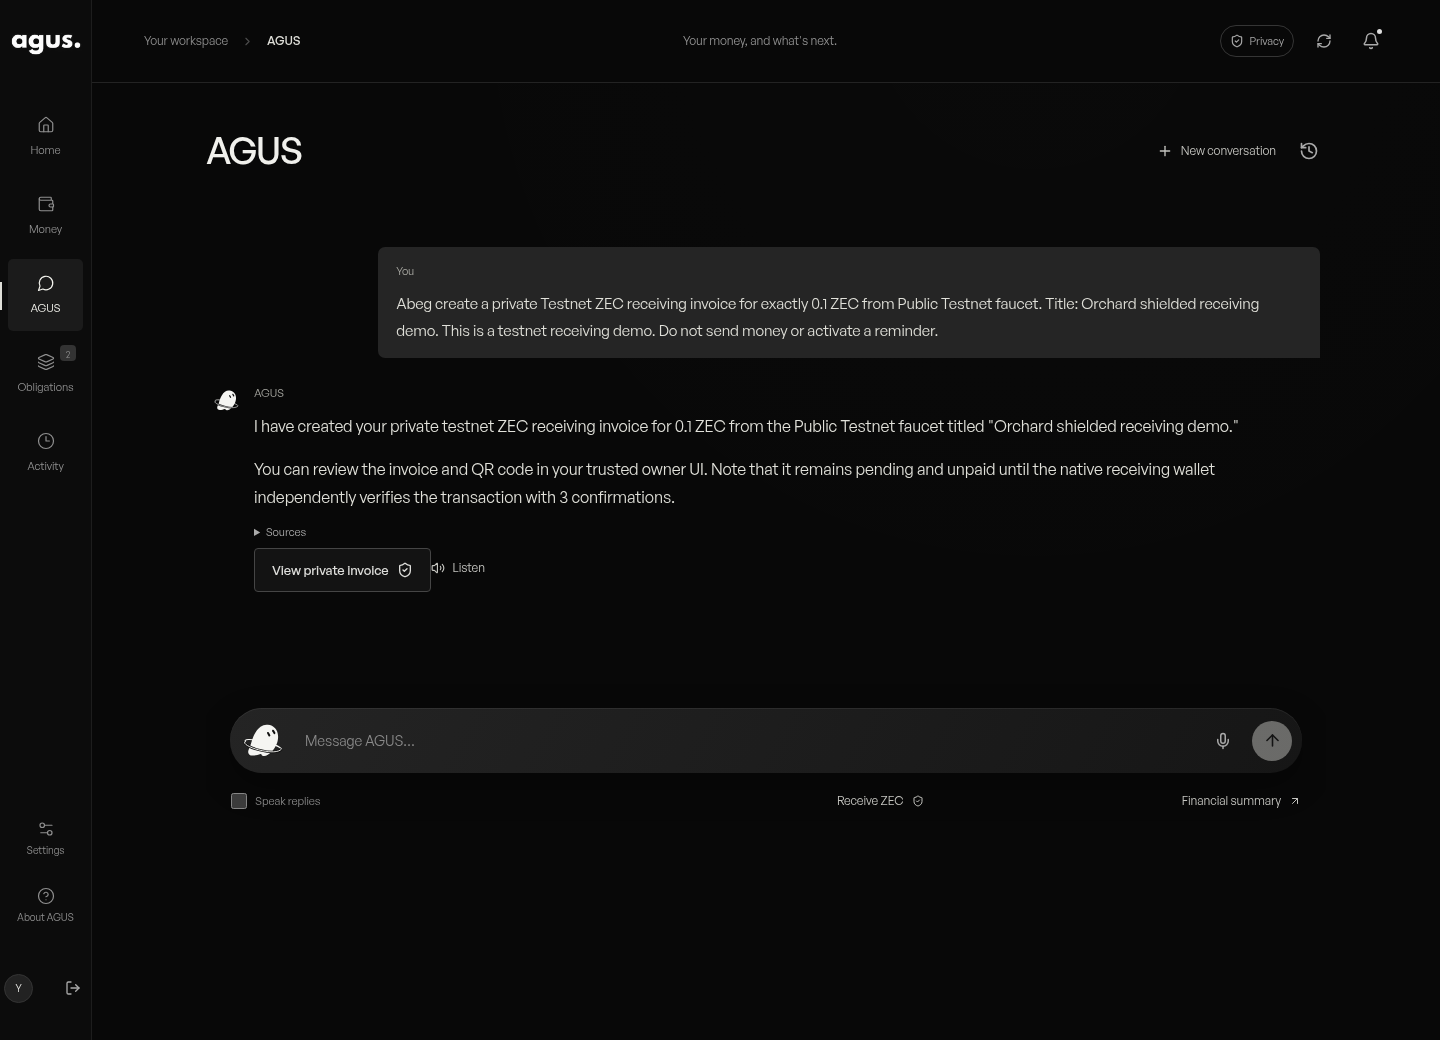 agus.
Your workspace
AGUS
Your money, and what's next.
Privacy
Home
Money
AGUS
Obligations
2
Activity
Settings
About AGUS
Y
AGUS
New conversation
You
Abeg create a private Testnet ZEC receiving invoice for exactly 0.1 ZEC from Public Testnet faucet. Title: Orchard shielded receiving
demo. This is a testnet receiving demo. Do not send money or activate a reminder.
AGUS
I have created your private testnet ZEC receiving invoice for 0.1 ZEC from the Public Testnet faucet titled "Orchard shielded receiving demo."
You can review the invoice and QR code in your trusted owner UI. Note that it remains pending and unpaid until the native receiving wallet
independently verifies the transaction with 3 confirmations.
Sources
View private invoice
Listen
Message AGUS...
Speak replies
Receive ZEC
Financial summary